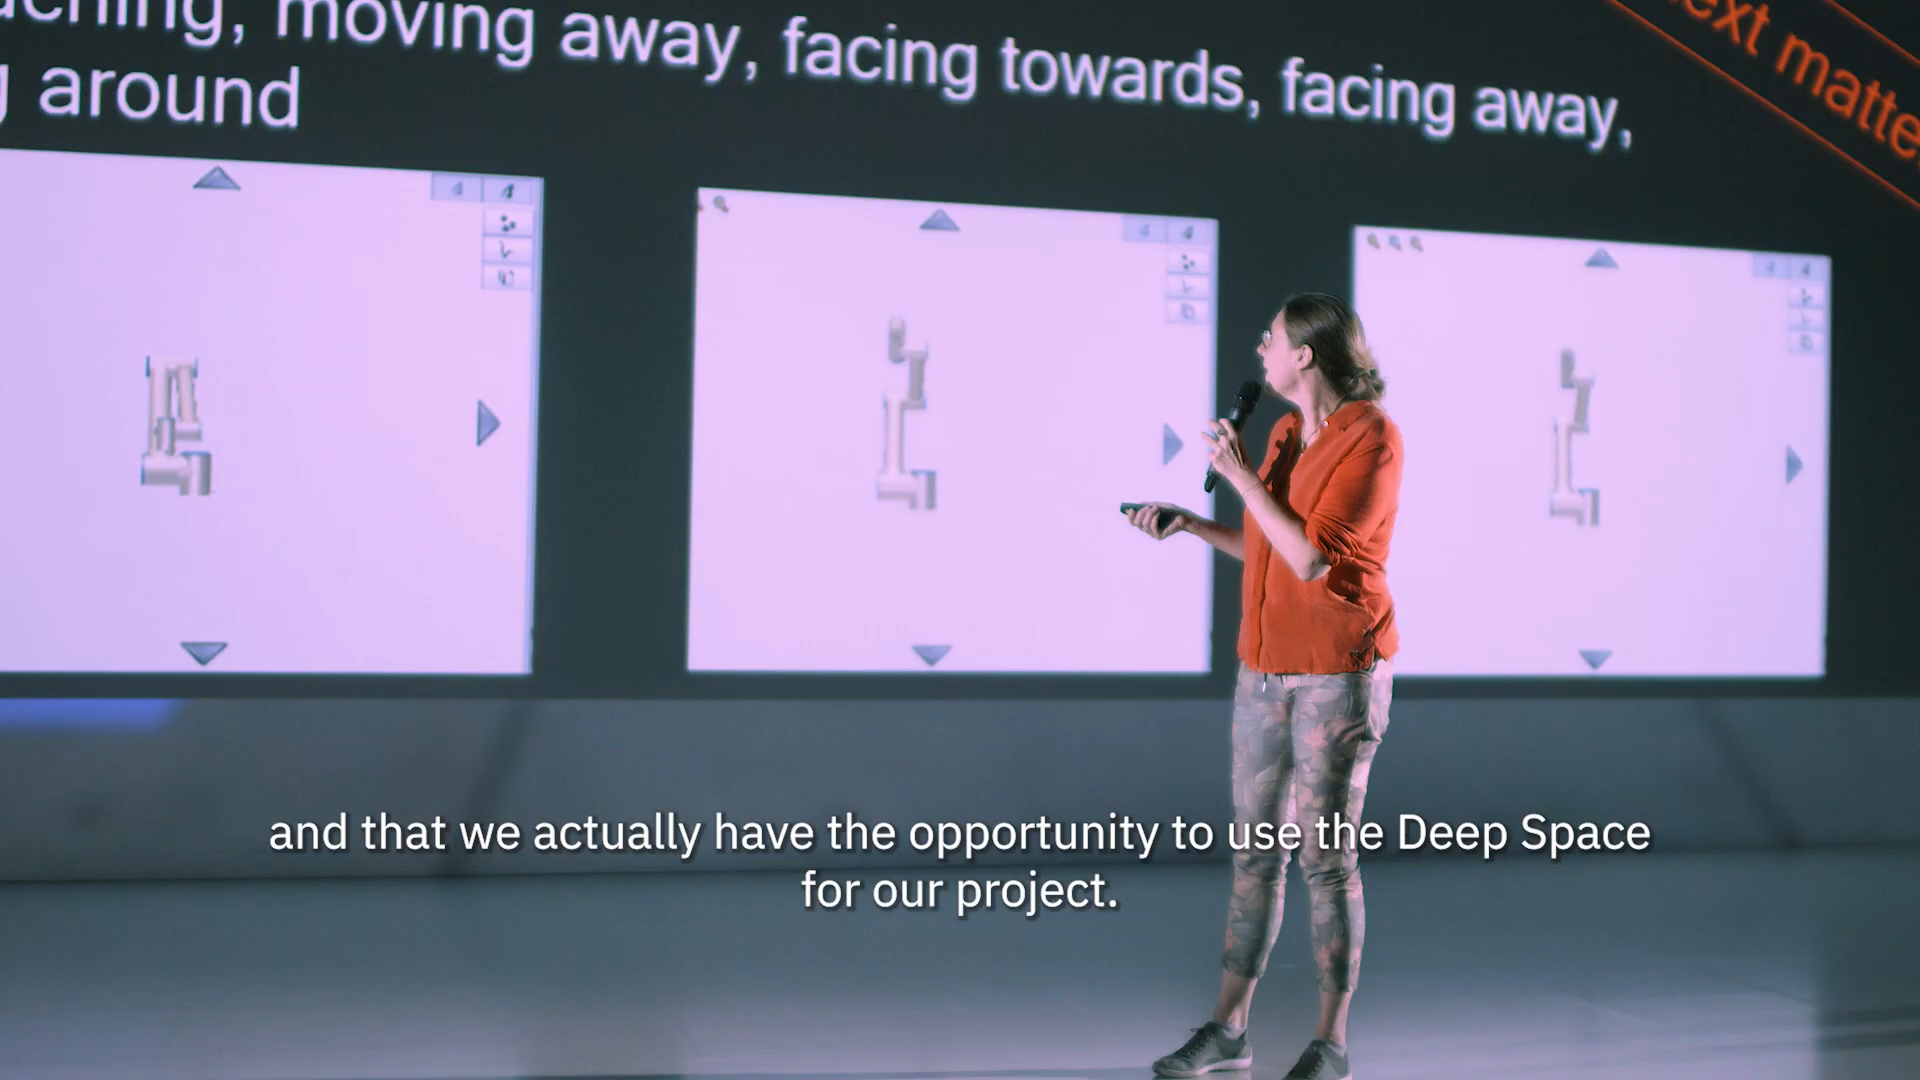 moving away, facing towards, facing away,
around
and that we actually have the opportunity to use the Deep Space
for our project.